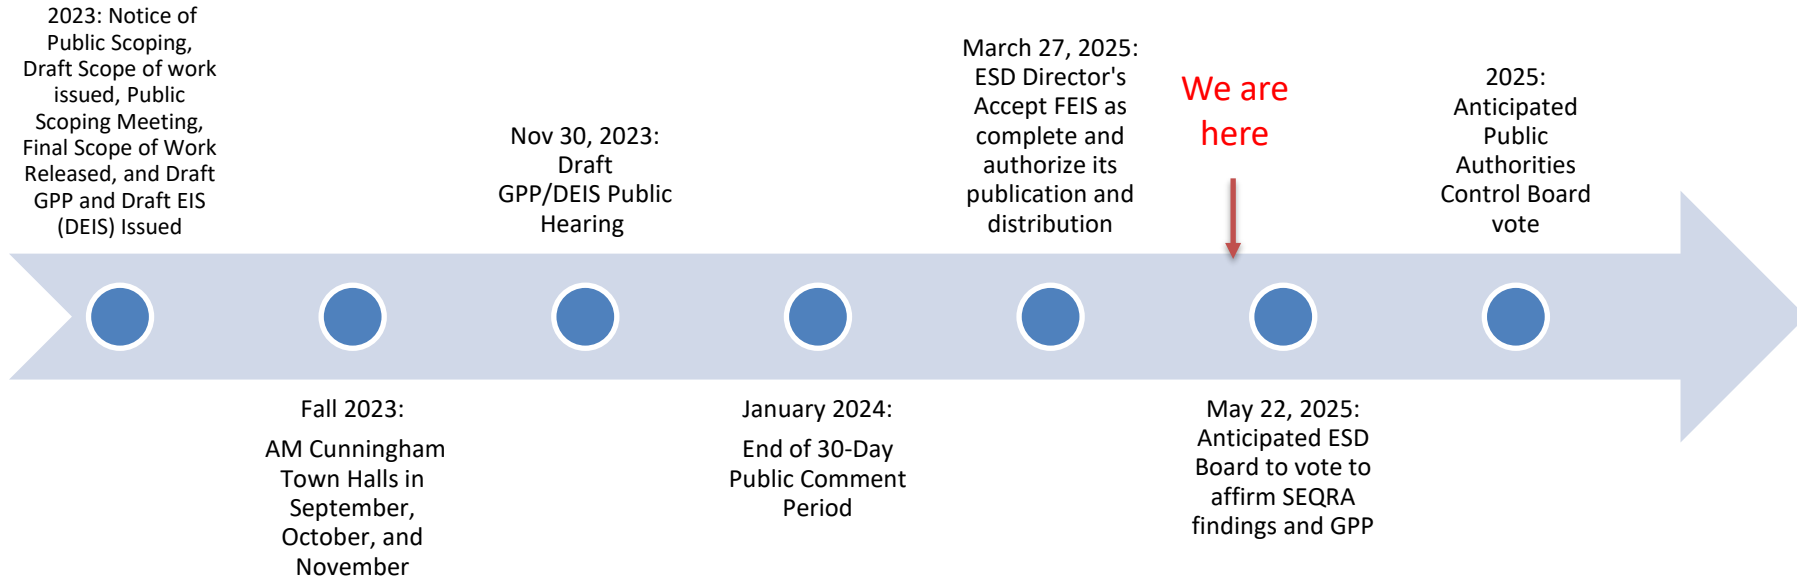 2023: Notice of
Public Scoping,
Draft Scope of work
issued, Public
Scoping Meeting,
Final Scope of Work
Released, and Draft
GPP and Draft EIS
(DEIS) Issued
Fall 2023:
AM Cunningham
Town Halls in
September,
October, and
November
Nov 30, 2023:
Draft
GPP/DEIS Public
Hearing
January 2024:
End of 30-Day
Public Comment
Period
March 27, 2025:
ESD Director's
Accept FEIS as
complete and
authorize its
publication and
distribution
We are
here
May 22, 2025:
Anticipated ESD
Board to vote to
affirm SEQRA
findings and GPP
2025:
Anticipated
Public
Authorities
Control Board
vote